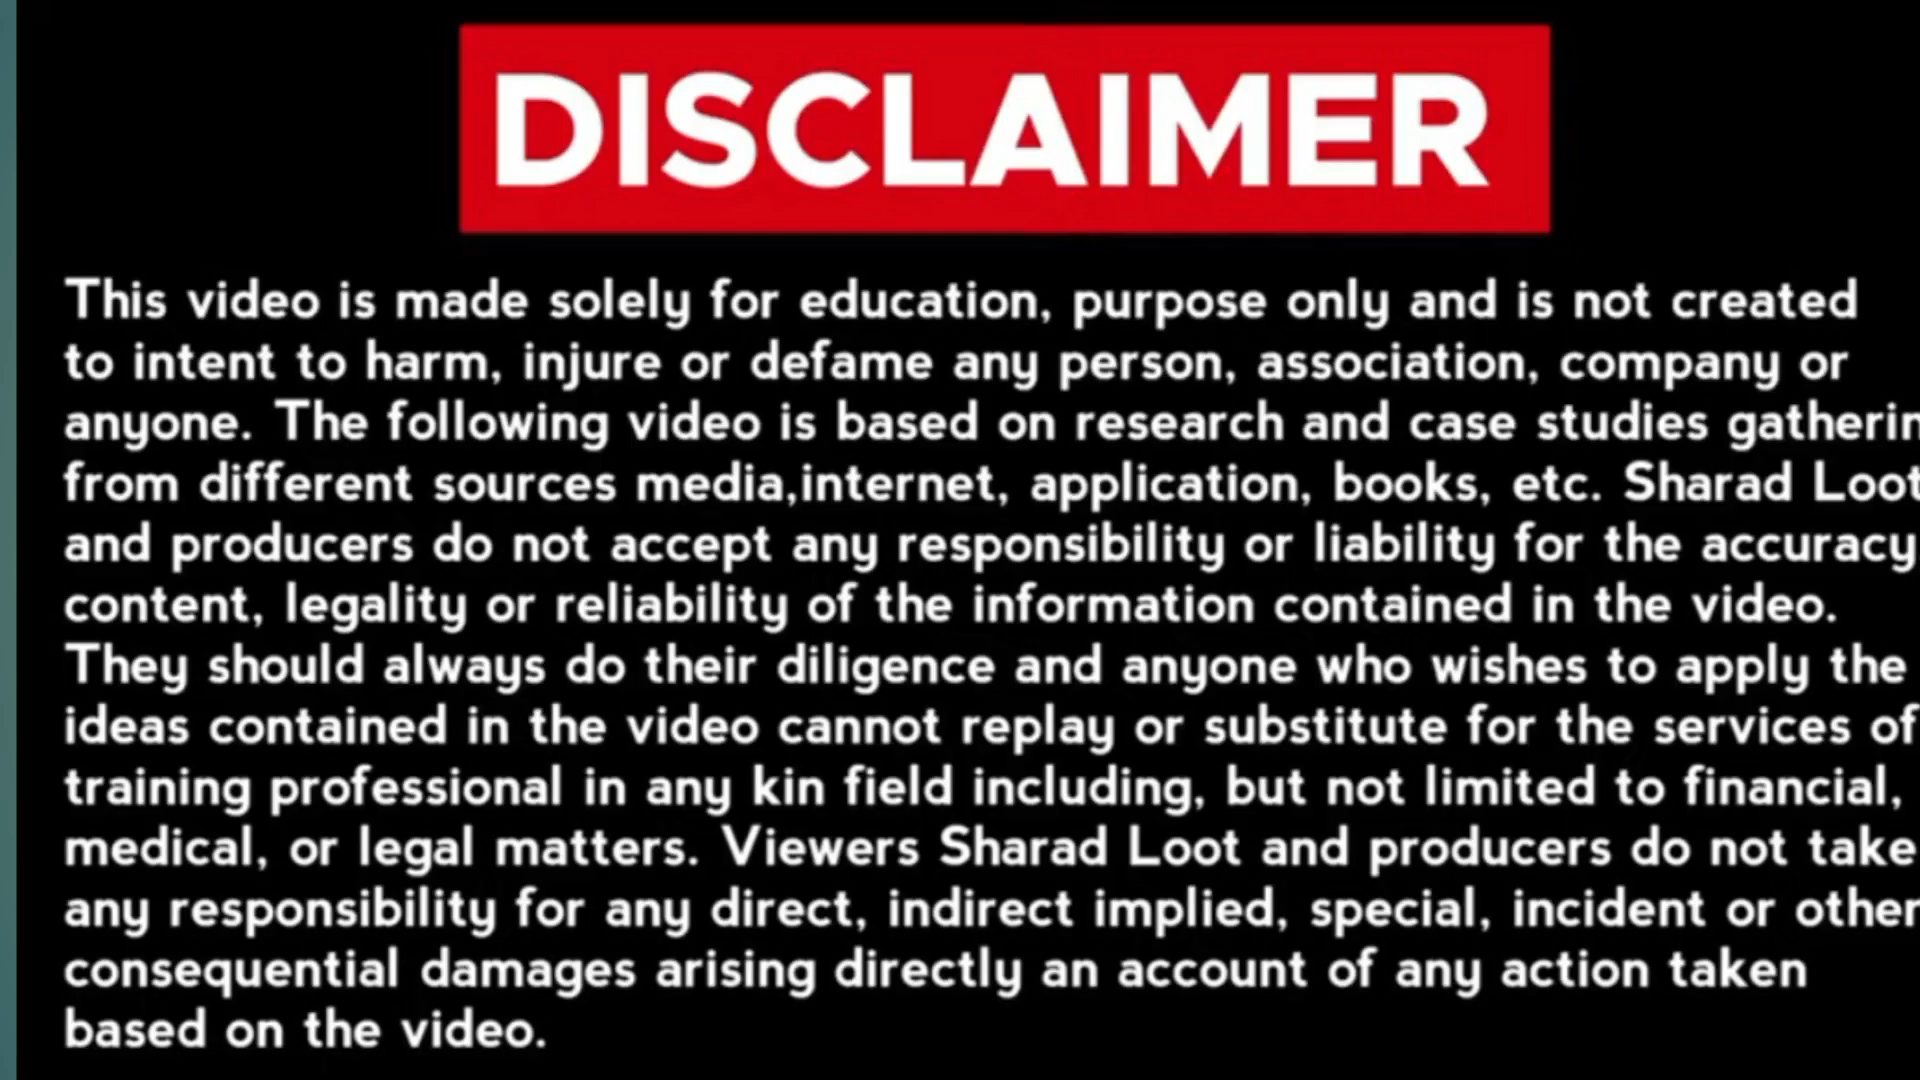 DISCLAIMER
This video is made solely for education, purpose only and is not created
to intent to harm, injure or defame any person, association, company or
anyone. The following video is based on research and case studies gatherin
from different sources media,internet, application, books, etc. Sharad Loot
and producers do not accept any responsibility or liability for the accuracy
content, legality or reliability of the information contained in the video.
They should always do their diligence and anyone who wishes to apply the
ideas contained in the video cannot replay or substitute for the services of
training professional in any kin field including, but not limited to financial,
medical, or legal matters. Viewers Sharad Loot and producers do not take
any responsibility for any direct, indirect implied, special, incident or other
consequential damages arising directly an account of any action taken
based on the video.